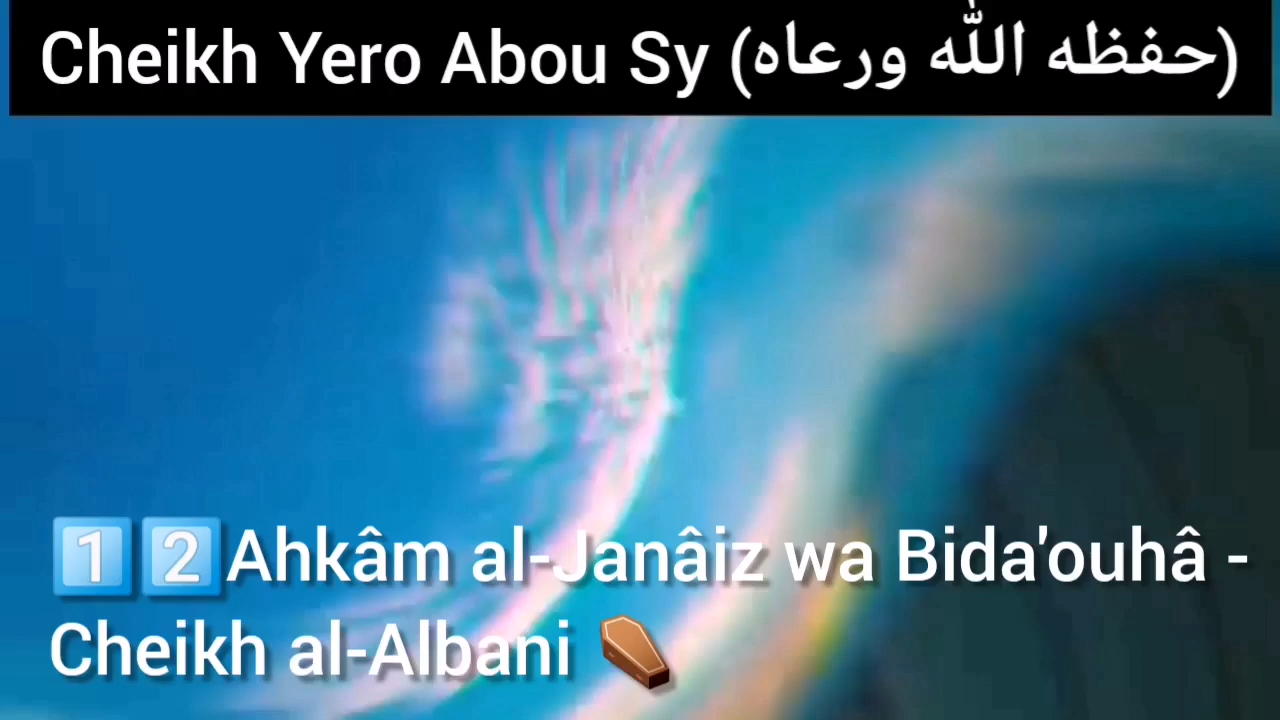 Cheikh Yero Abou Sy (حفظه الله ورعاه)
1️⃣2️⃣Ahkâm al-Janâiz wa Bida'ouhâ -
Cheikh al-Albani ⚰️